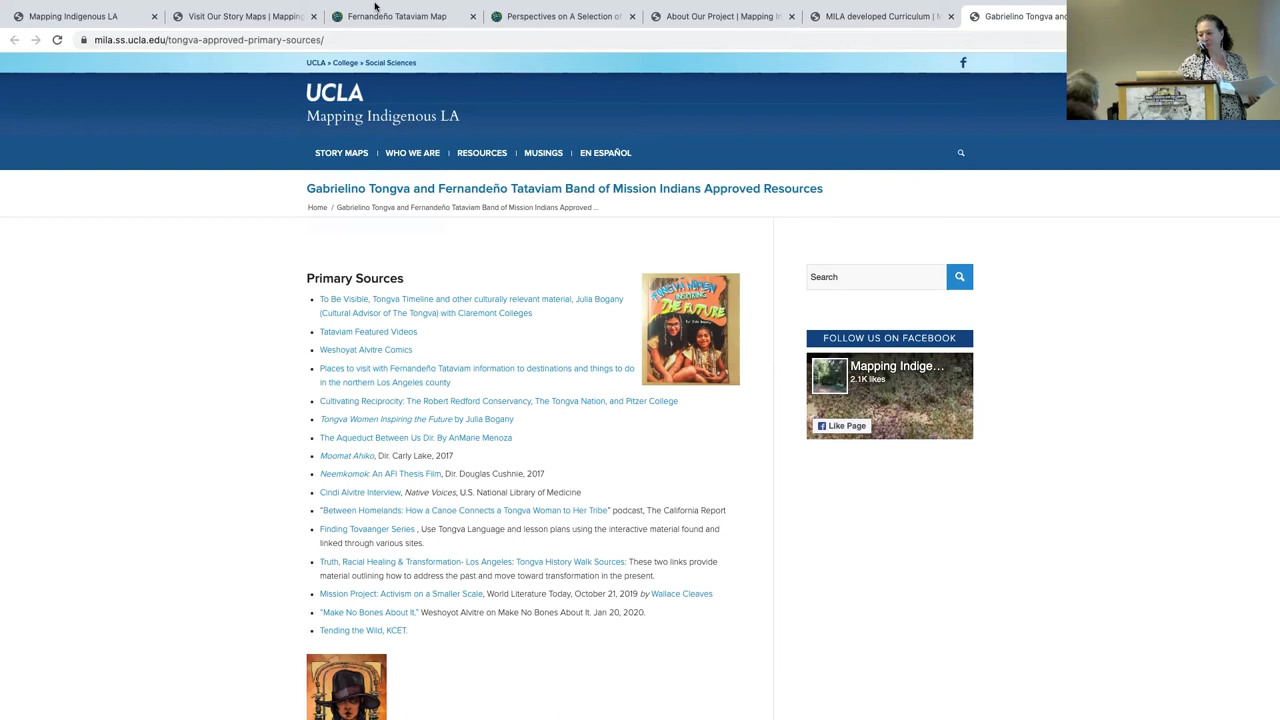 Mapping Indigenous LA
Visit Our Story Maps | Mapping
Fernandeño Tataviam Map
Perspectives on A Selection of
About Our Project | Mapping In
MILA developed Curriculum | M
Gabrielino Tongva and
mila.ss.ucla.edu/tongva-approved-primary-sources/
UCLA » College » Social Sciences
UCLA
Mapping Indigenous LA
STORY MAPS
WHO WE ARE
RESOURCES
MUSINGS
EN ESPAÑOL
Gabrielino Tongva and Fernandeño Tataviam Band of Mission Indians Approved Resources
Home / Gabrielino Tongva and Fernandeño Tataviam Band of Mission Indians Approved ...
Primary Sources
To Be Visible, Tongva Timeline and other culturally relevant material, Julia Bogany
(Cultural Advisor of The Tongva) with Claremont Colleges
Tataviam Featured Videos
Weshoyat Alvitre Comics
Places to visit with Fernandeño Tataviam information to destinations and things to do
in the northern Los Angeles county
Cultivating Reciprocity: The Robert Redford Conservancy, The Tongva Nation, and Pitzer College
Tongva Women Inspiring the Future by Julia Bogany
The Aqueduct Between Us Dir. By AnMarie Menoza
Moomat Ahiko, Dir. Carly Lake, 2017
Neemkomok: An AFI Thesis Film, Dir. Douglas Cushnie, 2017
Cindi Alvitre Interview, Native Voices, U.S. National Library of Medicine
“Between Homelands: How a Canoe Connects a Tongva Woman to Her Tribe” podcast, The California Report
Finding Tovaanger Series , Use Tongva Language and lesson plans using the interactive material found and
linked through various sites.
Truth, Racial Healing & Transformation- Los Angeles: Tongva History Walk Sources: These two links provide
material outlining how to address the past and move toward transformation in the present.
Mission Project: Activism on a Smaller Scale, World Literature Today, October 21, 2019 by Wallace Cleaves
“Make No Bones About It,” Weshoyot Alvitre on Make No Bones About It. Jan 20, 2020.
Tending the Wild, KCET.
TONGVA WOMEN
INSPIRING
THE FUTURE
Search
FOLLOW US ON FACEBOOK
Mapping Indige...
2.1K likes
Like Page